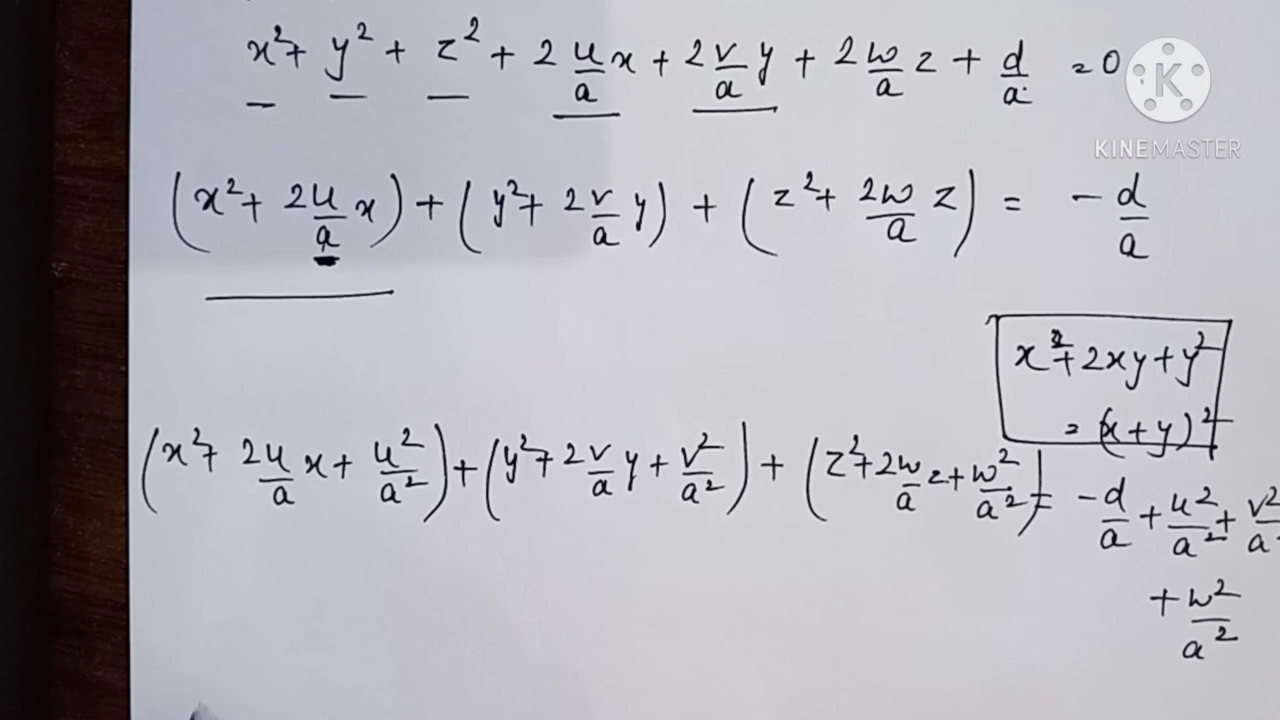 x² + y² + z² + 2 u/a x + 2 v/a y + 2 w/a z + d/a = 0
KINEMASTER
(x² + 2u/a x) + (y² + 2 v/a y) + (z² + 2w/a z) = - d/a
x² + 2xy + y²
= (x + y)²
(x² + 2u/a x + u²/a²) + (y² + 2 v/a y + v²/a²) + (z² + 2w/a z + w²/a²) = - d/a + u²/a² + v²/a²
+ w²/a²